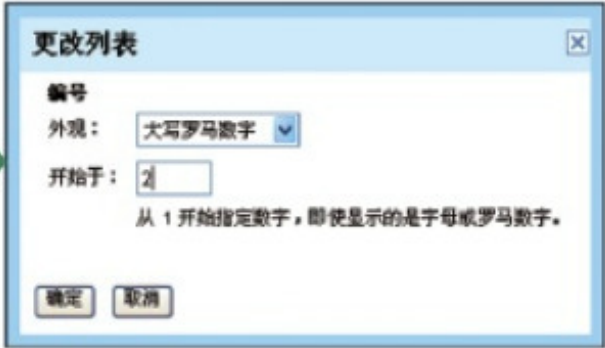 更改列表
编号
外观： 大写罗马数字
开始于： 2
从 1 开始指定数字，即使显示的是字母或罗马数字。
确定 取消